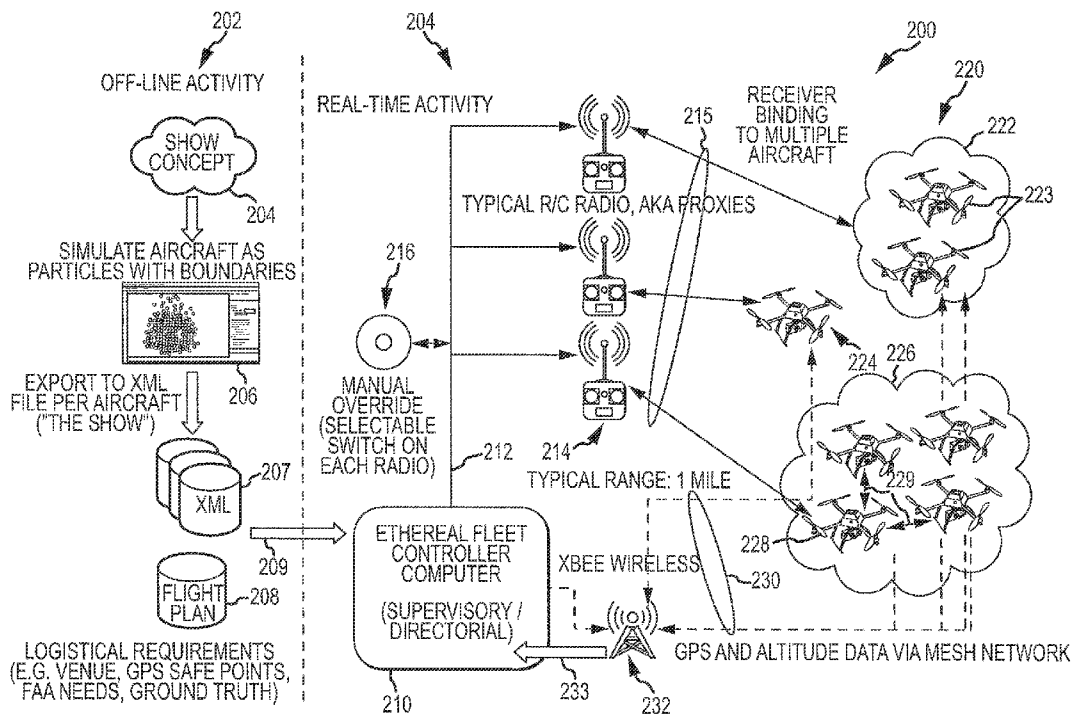 202
OFF-LINE ACTIVITY
SHOW
CONCEPT
204
SIMULATE AIRCRAFT AS
PARTICLES WITH BOUNDARIES
206
EXPORT TO XML
FILE PER AIRCRAFT
("THE SHOW")
XML
207
209
FLIGHT
PLAN
208
LOGISTICAL REQUIREMENTS
(E.G. VENUE, GPS SAFE POINTS,
FAA NEEDS, GROUND TRUTH)
204
REAL-TIME ACTIVITY
216
MANUAL
OVERRIDE
(SELECTABLE
SWITCH ON
EACH RADIO)
212
TYPICAL R/C RADIO, AKA PROXIES
214
215
TYPICAL RANGE: 1 MILE
ETHEREAL FLEET
CONTROLLER
COMPUTER
(SUPERVISORY /
DIRECTORIAL)
210
XBEE WIRELESS
230
233
232
GPS AND ALTITUDE DATA VIA MESH NETWORK
200
RECEIVER
BINDING
TO MULTIPLE
AIRCRAFT
220
222
223
224
226
229
228